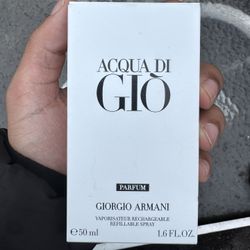 ACQUA DI
GIÒ
PARFUM
GIORGIO ARMANI
VAPORISATEUR RECHARGEABLE
REFILLABLE SPRAY
℮50 ml 1.6 FL.OZ.